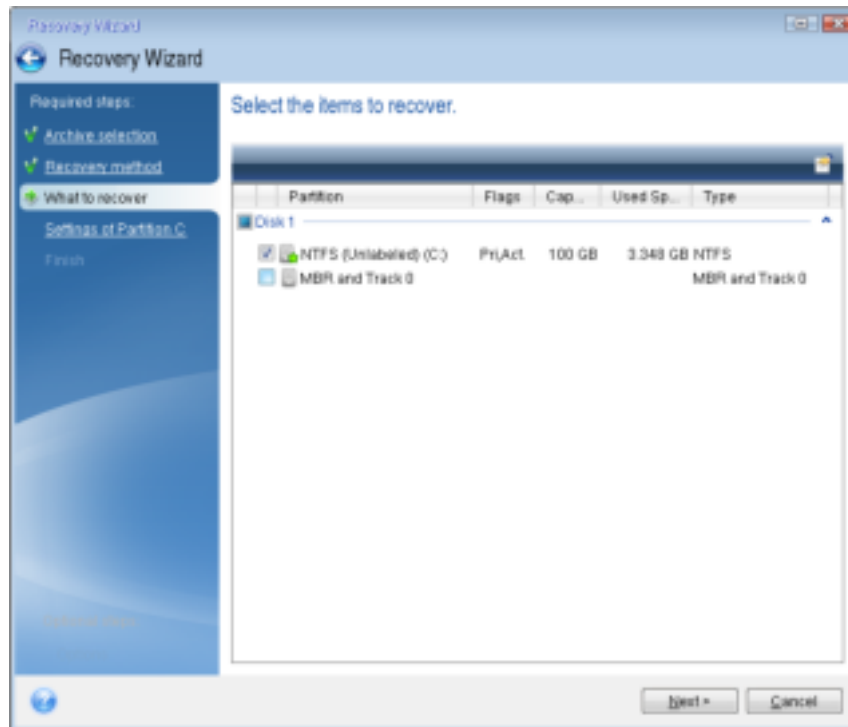 Recovery Wizard
Recovery Wizard
Required steps:
Archive selection
Recovery method
What to recover
Settings of Partition C
Finish
Select the items to recover.
Partition Flags Cap... Used Sp... Type
Disk 1
NTFS (Unlabeled) (C:) Pri,Act. 100 GB 3.348 GB NTFS
MBR and Track 0 MBR and Track 0
Next >
Cancel